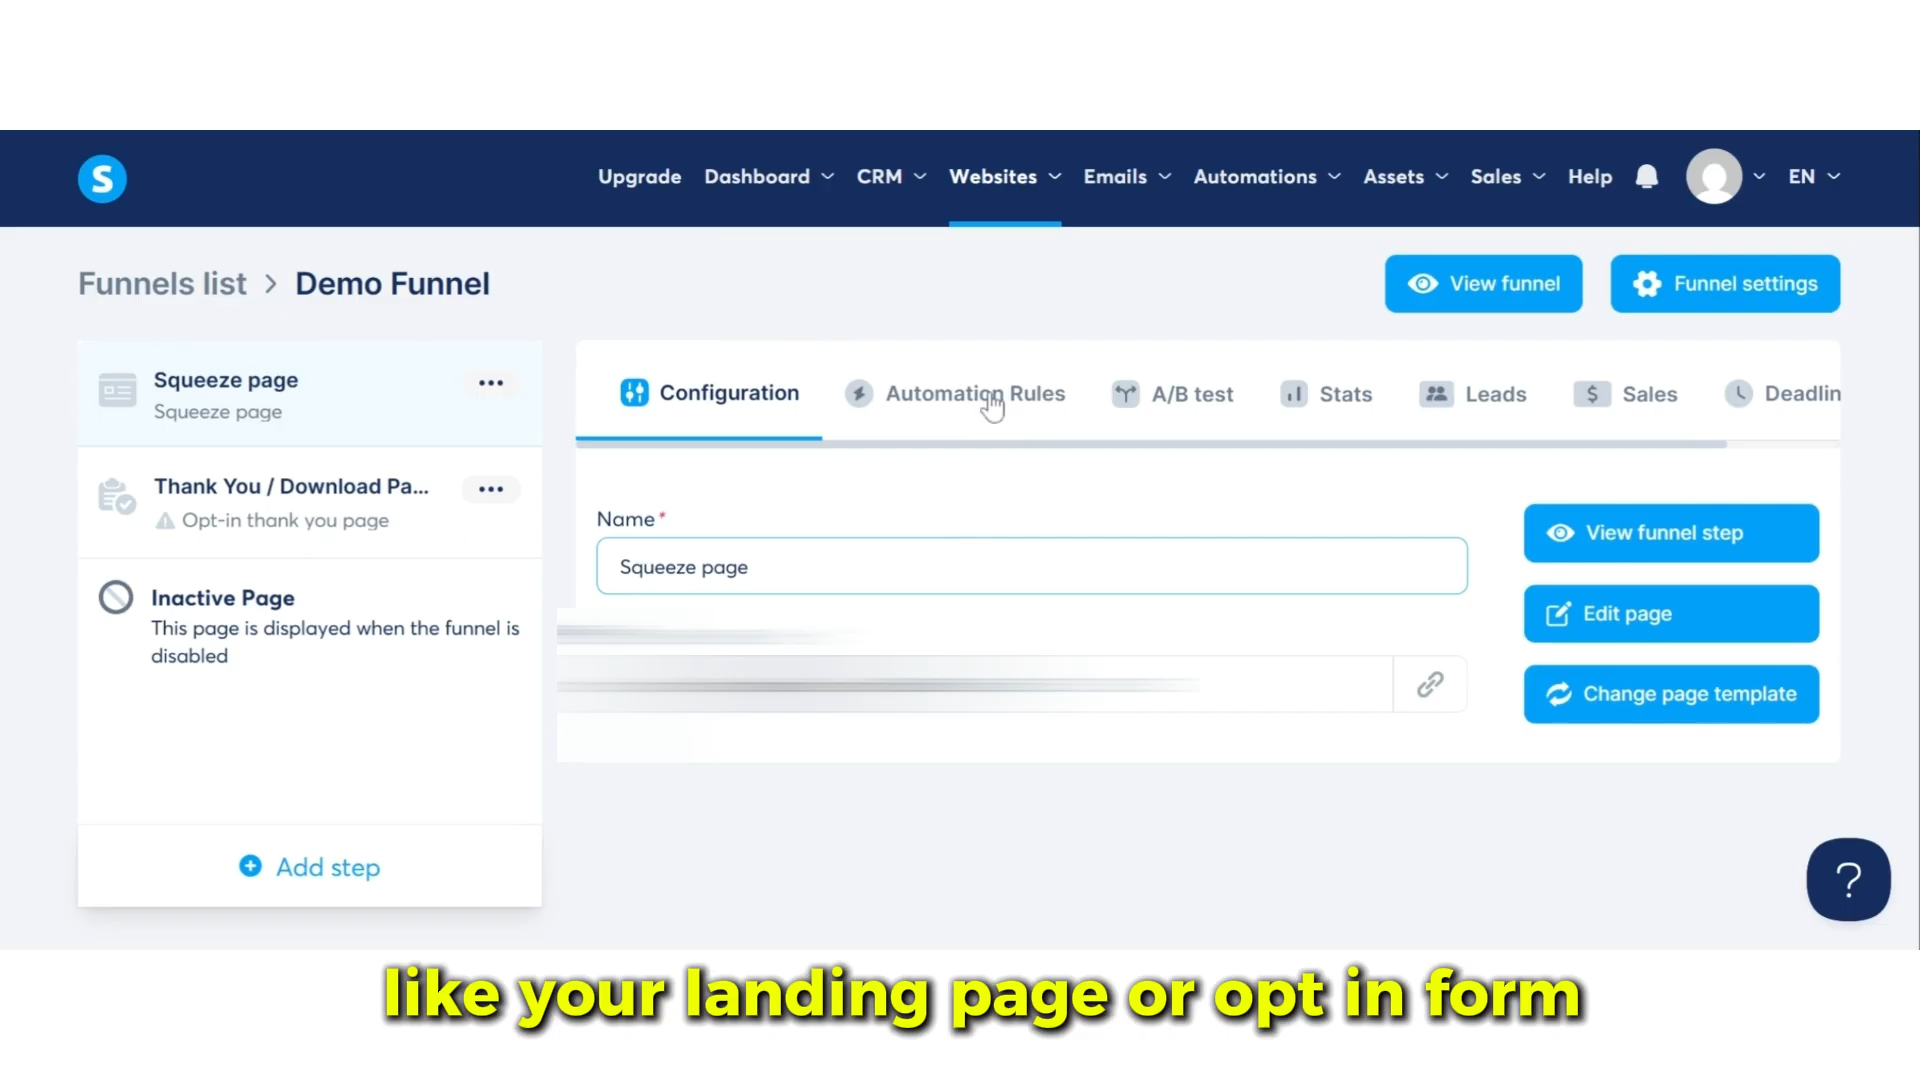 S
Upgrade Dashboard CRM Websites Emails Automations Assets Sales Help EN
Funnels list > Demo Funnel
View funnel
Funnel settings
Squeeze page
Squeeze page
Thank You / Download Pa...
Opt-in thank you page
Inactive Page
This page is displayed when the funnel is
disabled
Add step
Configuration Automation Rules A/B test Stats Leads $ Sales Deadlin
Name*
Squeeze page
View funnel step
Edit page
Change page template
?
like your landing page or opt in form